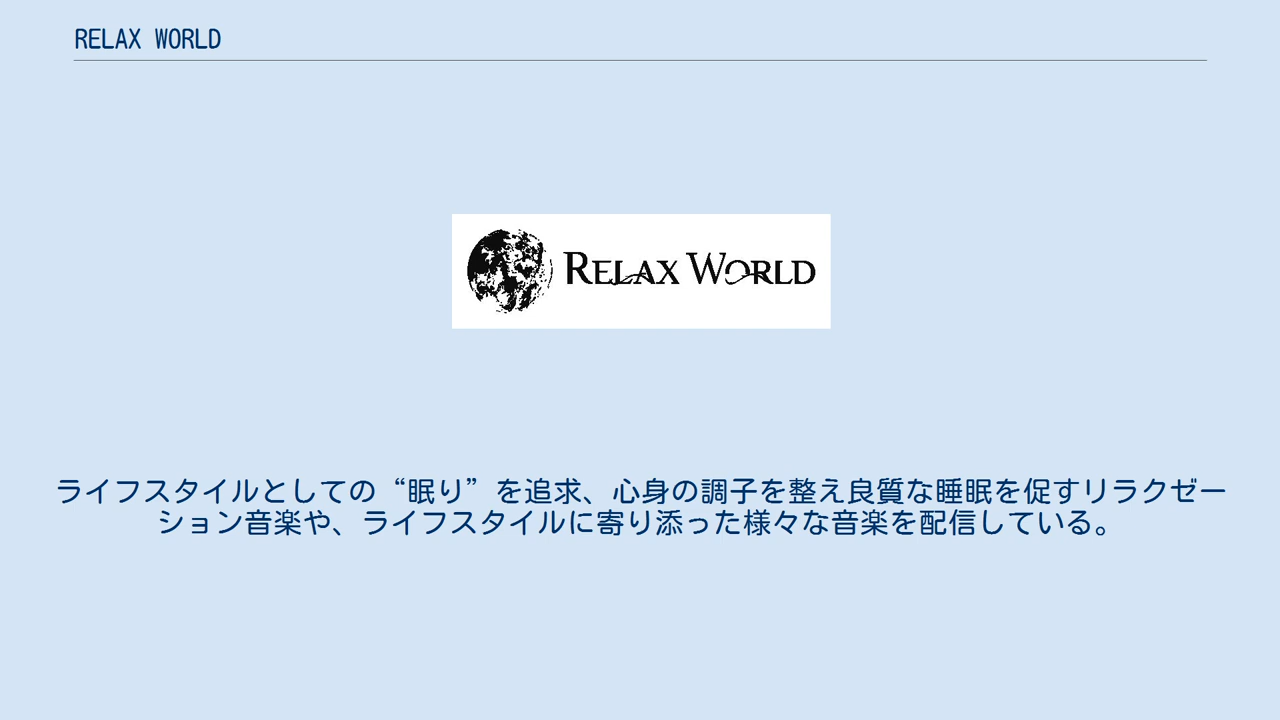 RELAX WORLD
RELAX WORLD
ライフスタイルとしての“眠り”を追求、心身の調子を整え良質な睡眠を促すリラクゼー
ション音楽や、ライフスタイルに寄り添った様々な音楽を配信している。